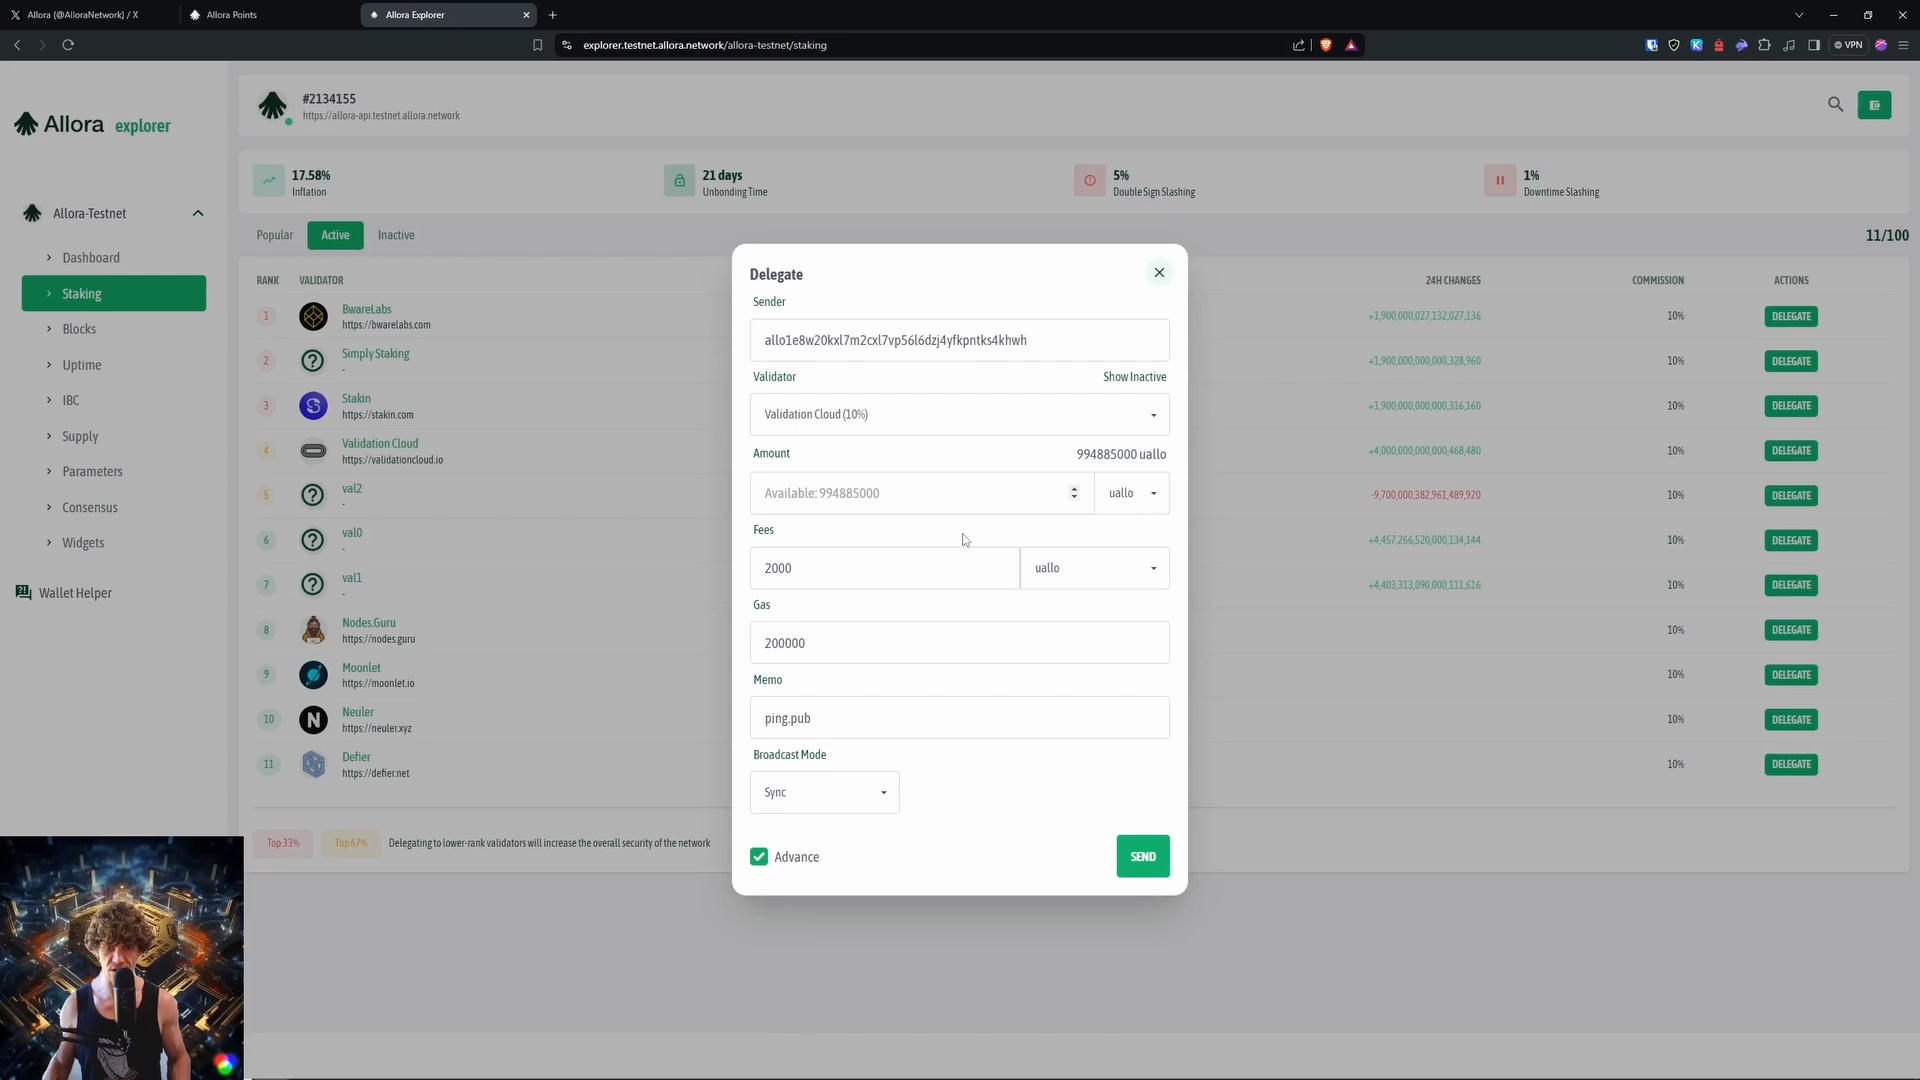 Allora (@AlloraNetwork) / X
Allora Points
Allora Explorer
explorer.testnet.allora.network/allora-testnet/staking
VPN
Allora explorer
#2134155
https://allora-api.testnet.allora.network
17.58%
Inflation
21 days
Unbonding Time
5%
Double Sign Slashing
1%
Downtime Slashing
Allora-Testnet
Dashboard
Staking
Blocks
Uptime
IBC
Supply
Parameters
Consensus
Widgets
Wallet Helper
Popular
Active
Inactive
11/100
RANK
VALIDATOR
24H CHANGES
COMMISSION
ACTIONS
1
BwareLabs
https://bwarelabs.com
+1,900,000,027,132,027,136
10%
DELEGATE
2
Simply Staking
-
+1,900,000,000,000,328,960
10%
DELEGATE
3
Stakin
https://stakin.com
+1,900,000,000,000,316,160
10%
DELEGATE
4
Validation Cloud
https://validationcloud.io
+4,000,000,000,000,468,480
10%
DELEGATE
5
val2
-
-9,700,000,382,961,489,920
10%
DELEGATE
6
val0
-
+4,457,266,520,000,134,144
10%
DELEGATE
7
val1
-
+4,403,313,090,000,111,616
10%
DELEGATE
8
Nodes.Guru
https://nodes.guru
10%
DELEGATE
9
Moonlet
https://moonlet.io
10%
DELEGATE
10
Neuler
https://neuler.xyz
10%
DELEGATE
11
Defier
https://defier.net
10%
DELEGATE
Top 33%
Top 67%
Delegating to lower-rank validators will increase the overall security of the network
Delegate
Sender
allo1e8w20kxl7m2cxl7vp56l6dzj4yfkpntks4khwh
Validator
Show Inactive
Validation Cloud (10%)
Amount
994885000 uallo
Available: 994885000
uallo
Fees
2000
uallo
Gas
200000
Memo
ping.pub
Broadcast Mode
Sync
Advance
SEND